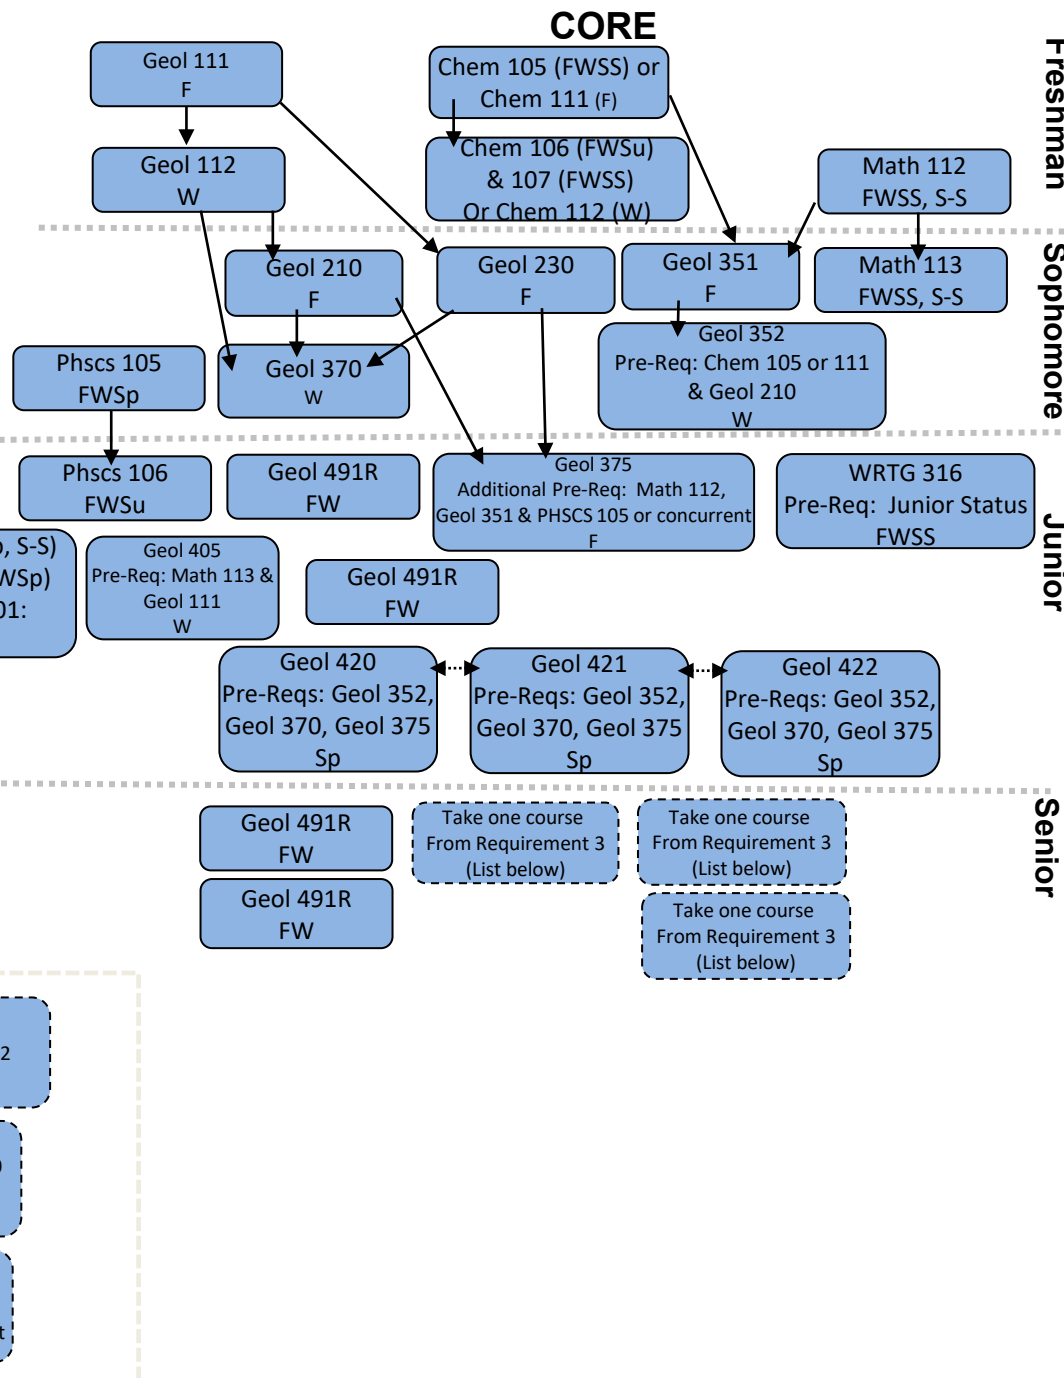 CORE
Freshman
Geol 111
F
Chem 105 (FWSS) or
Chem 111 (F)
Geol 112
W
Chem 106 (FWSu)
& 107 (FWSS)
Or Chem 112 (W)
Math 112
FWSS, S-S
Sophomore
Geol 210
F
Geol 230
F
Geol 351
F
Math 113
FWSS, S-S
Phscs 105
FWSp
Geol 370
W
Geol 352
Pre-Req: Chem 105 or 111
& Geol 210
W
Junior
Phscs 106
FWSu
Geol 491R
FW
Geol 375
Additional Pre-Req: Math 112,
Geol 351 & PHSCS 105 or concurrent
F
WRTG 316
Pre-Req: Junior Status
FWSS
, S-S)
WSp)
01:
Geol 405
Pre-Req: Math 113 &
Geol 111
W
Geol 491R
FW
Geol 420
Pre-Reqs: Geol 352,
Geol 370, Geol 375
Sp
Geol 421
Pre-Reqs: Geol 352,
Geol 370, Geol 375
Sp
Geol 422
Pre-Reqs: Geol 352,
Geol 370, Geol 375
Sp
Senior
Geol 491R
FW
Take one course
From Requirement 3
(List below)
Take one course
From Requirement 3
(List below)
Geol 491R
FW
Take one course
From Requirement 3
(List below)
2
t